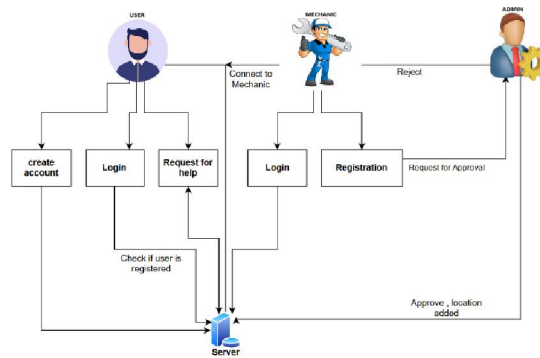 USER
MECHANIC
ADMIN
Connect to
Mechanic
Reject
create
account
Login
Request for
help
Login
Registration
Request for Approval
Check if user is
registered
Approve , location
added
Server